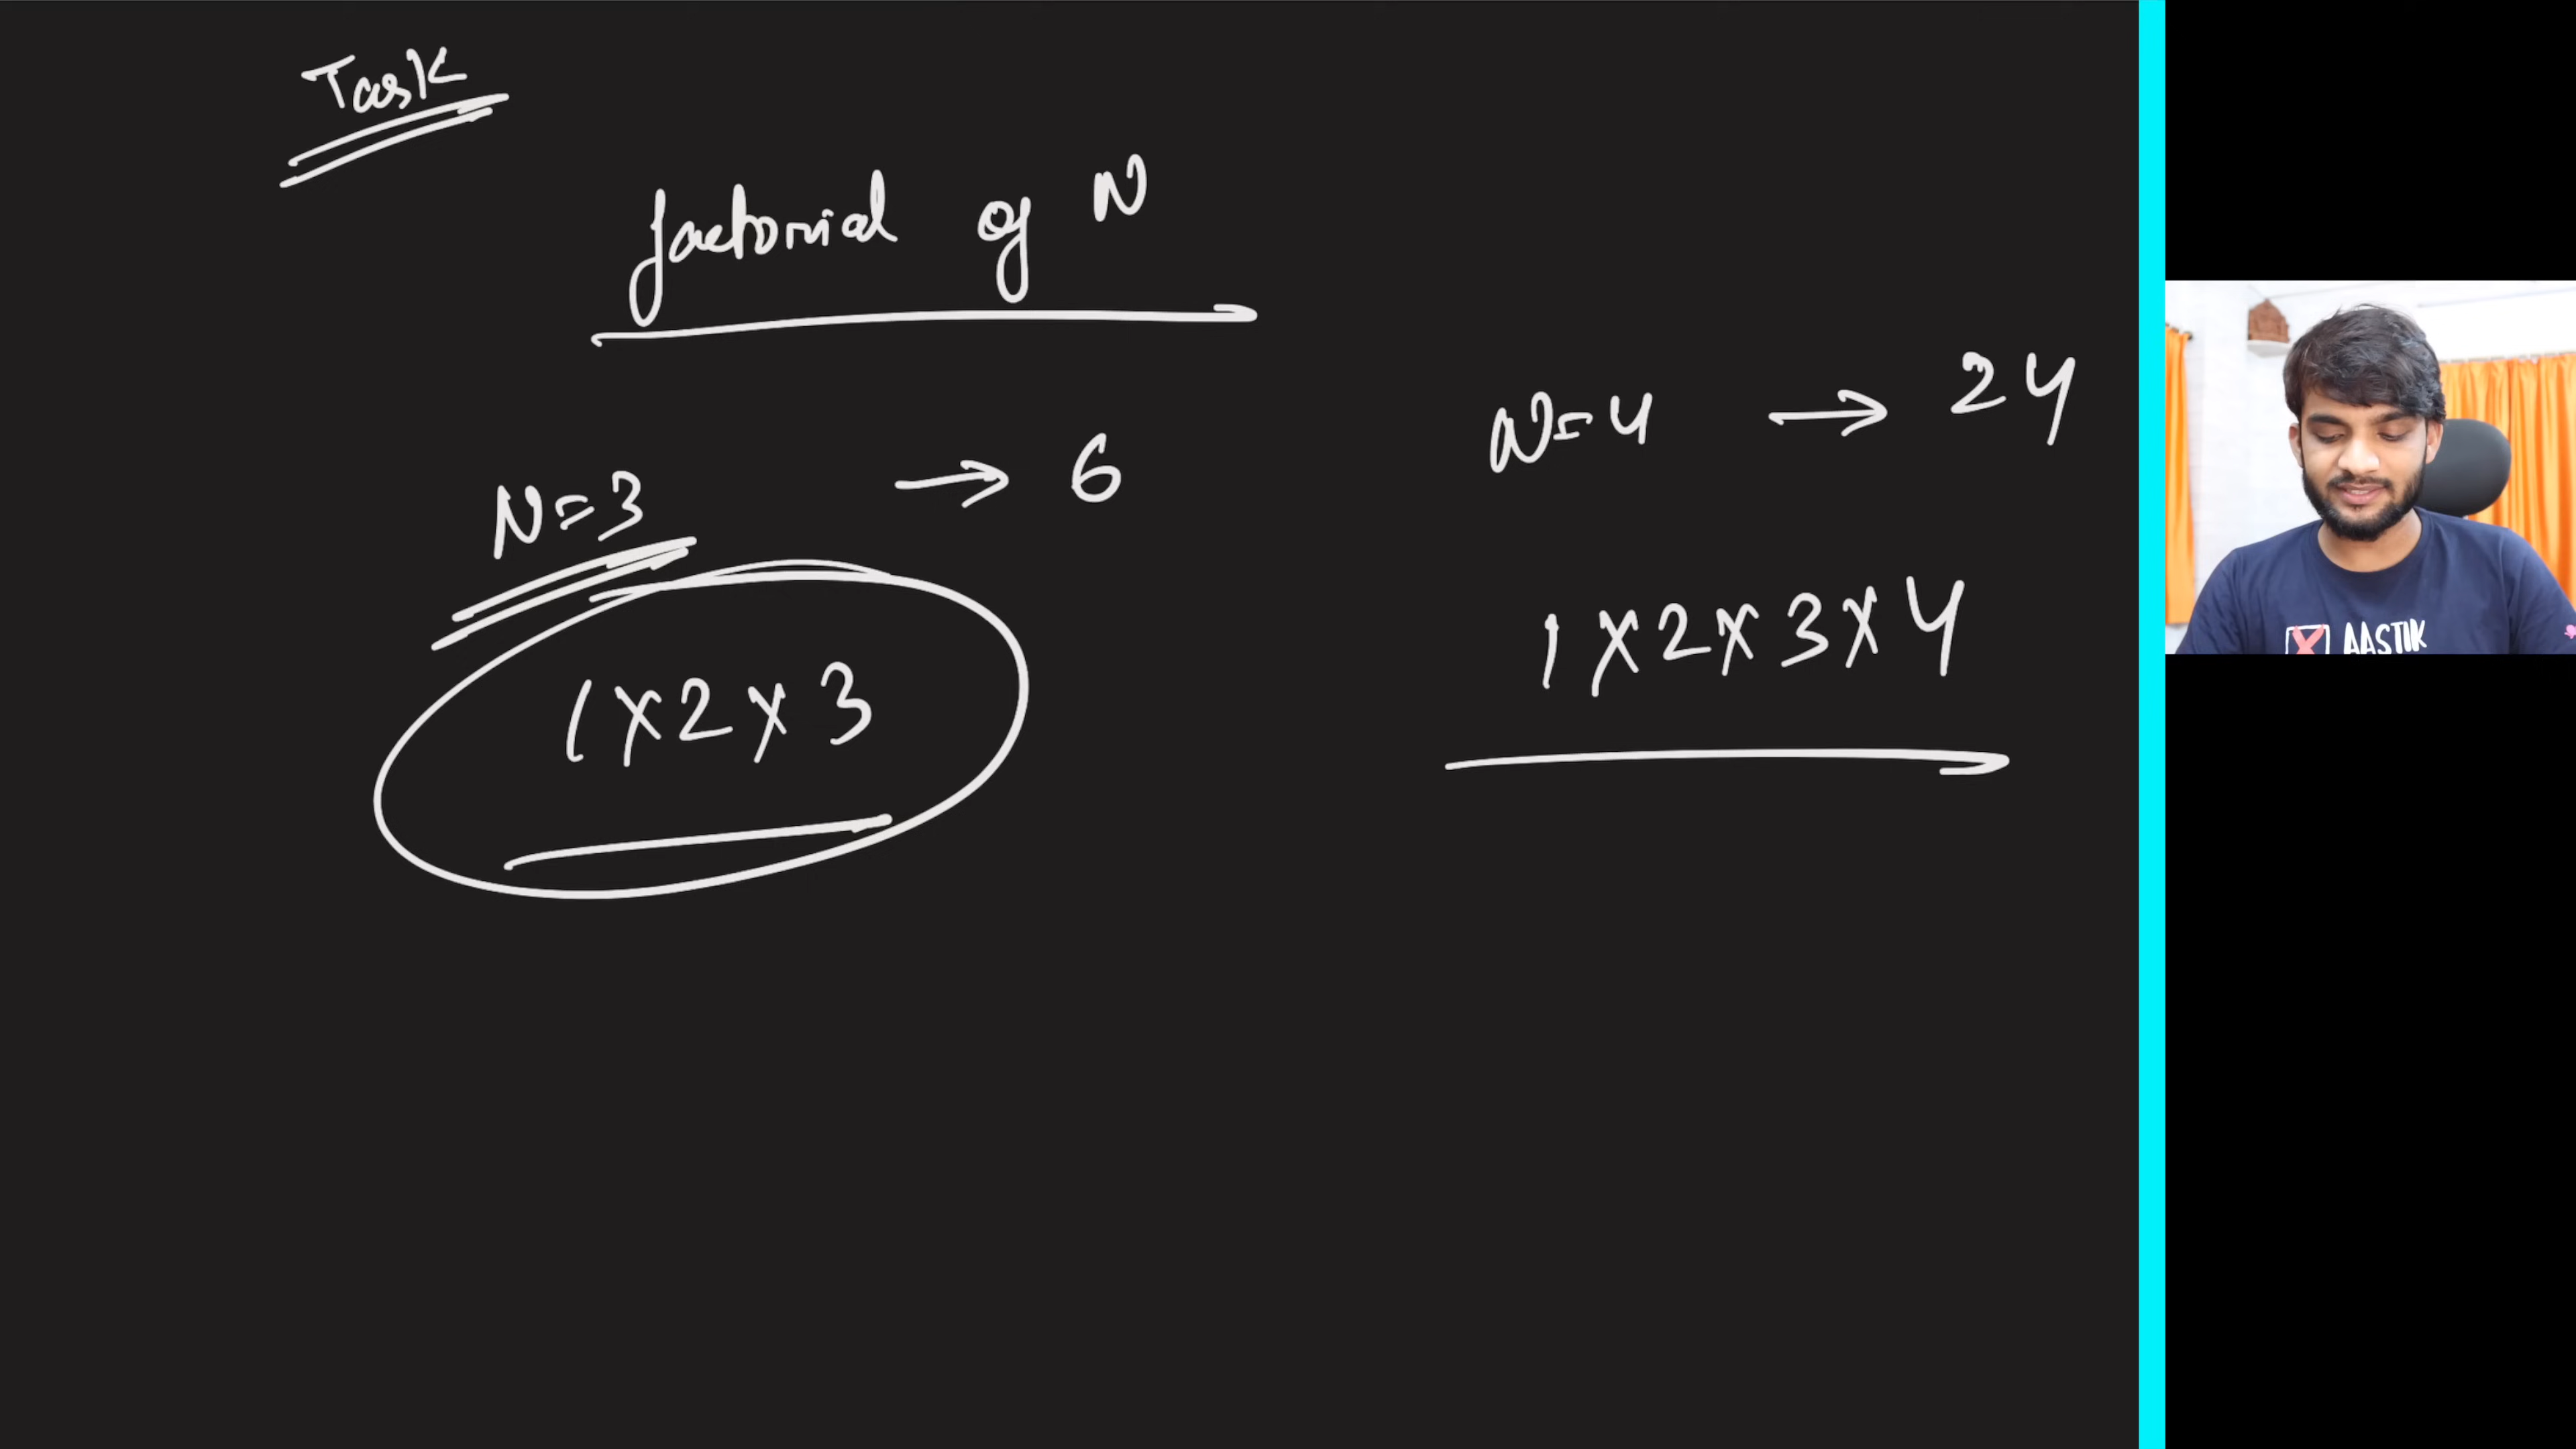 Task
factorial of N
N=3 → 6
1x2x3
N=4 → 24
1x2x3x4
AASTIK